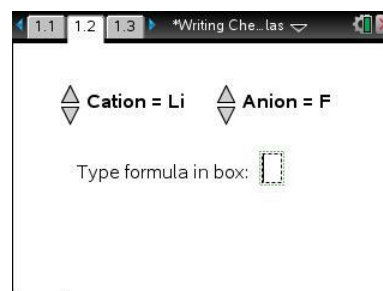 1.1 1.2 1.3 *Writing Che…las
Cation = Li Anion = F
Type formula in box: